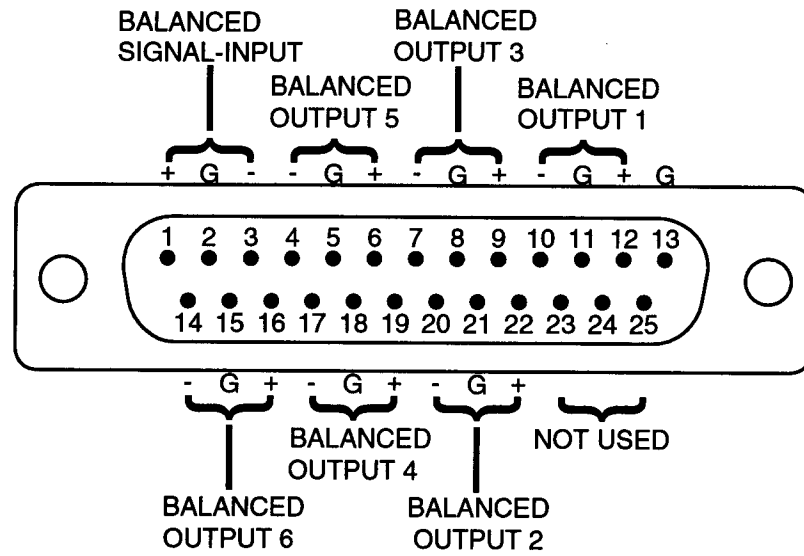 BALANCED
SIGNAL-INPUT
BALANCED
OUTPUT 3
BALANCED
OUTPUT 5
BALANCED
OUTPUT 1
+ G - - G + - G + - G + G
1 2 3 4 5 6 7 8 9 10 11 12 13
14 15 16 17 18 19 20 21 22 23 24 25
- G + - G + - G +
BALANCED
OUTPUT 4
NOT USED
BALANCED
OUTPUT 6
BALANCED
OUTPUT 2